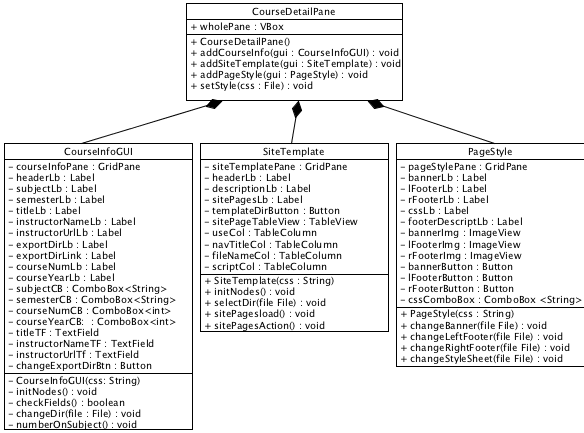 CourseDetailPane
+ wholePane : VBox
+ CourseDetailPane()
+ addCourseInfo(gui : CourseInfoGUI) : void
+ addSiteTemplate(gui : SiteTemplate) : void
+ addPageStyle(gui : PageStyle) : void
+ setStyle(css : File) : void
CourseInfoGUI
- courseInfoPane : GridPane
- headerLb : Label
- subjectLb : Label
- semesterLb : Label
- titleLb : Label
- instructorNameLb : Label
- instructorUrlLb : Label
- exportDirLb : Label
- exportDirLink : Label
- courseNumLb : Label
- courseYearLb : Label
- subjectCB : ComboBox<String>
- semesterCB : ComboBox<String>
- courseNumCB : ComboBox<int>
- courseYearCB: : ComboBox<int>
- titleTF : TextField
- instructorNameTF : TextField
- instructorUrlTf : TextField
- changeExportDirBtn : Button
- CourseInfoGUI(css: String)
- initNodes() : void
- checkFields() : boolean
- changeDir(file : File) : void
- numberOnSubject() : void
SiteTemplate
- siteTemplatePane : GridPane
- headerLb : Label
- descriptionLb : Label
- sitePagesLb : Label
- templateDirButton : Button
- sitePageTableView : TableView
- useCol : TableColumn
- navTitleCol : TableColumn
- fileNameCol : TableColumn
- scriptCol : TableColumn
+ SiteTemplate(css : String)
+ initNodes() : void
+ selectDir(file : File) : void
+ sitePagesload() : void
+ sitePagesAction() : void
PageStyle
- pageStylePane : GridPane
- bannerLb : Label
- lFooterLb : Label
- rFooterLb : Label
- cssLb : Label
- footerDescriptLb : Label
- bannerImg : ImageView
- lFooterImg : ImageView
- rFooterImg : ImageView
- bannerButton : Button
- lFooterButton : Button
- rFooterButton : Button
- cssComboBox : ComboBox <String>
+ PageStyle(css : String)
+ changeBanner(file File) : void
+ changeLeftFooter(file File) : void
+ changeRightFooter(file File) : void
+ changeStyleSheet(file File) : void